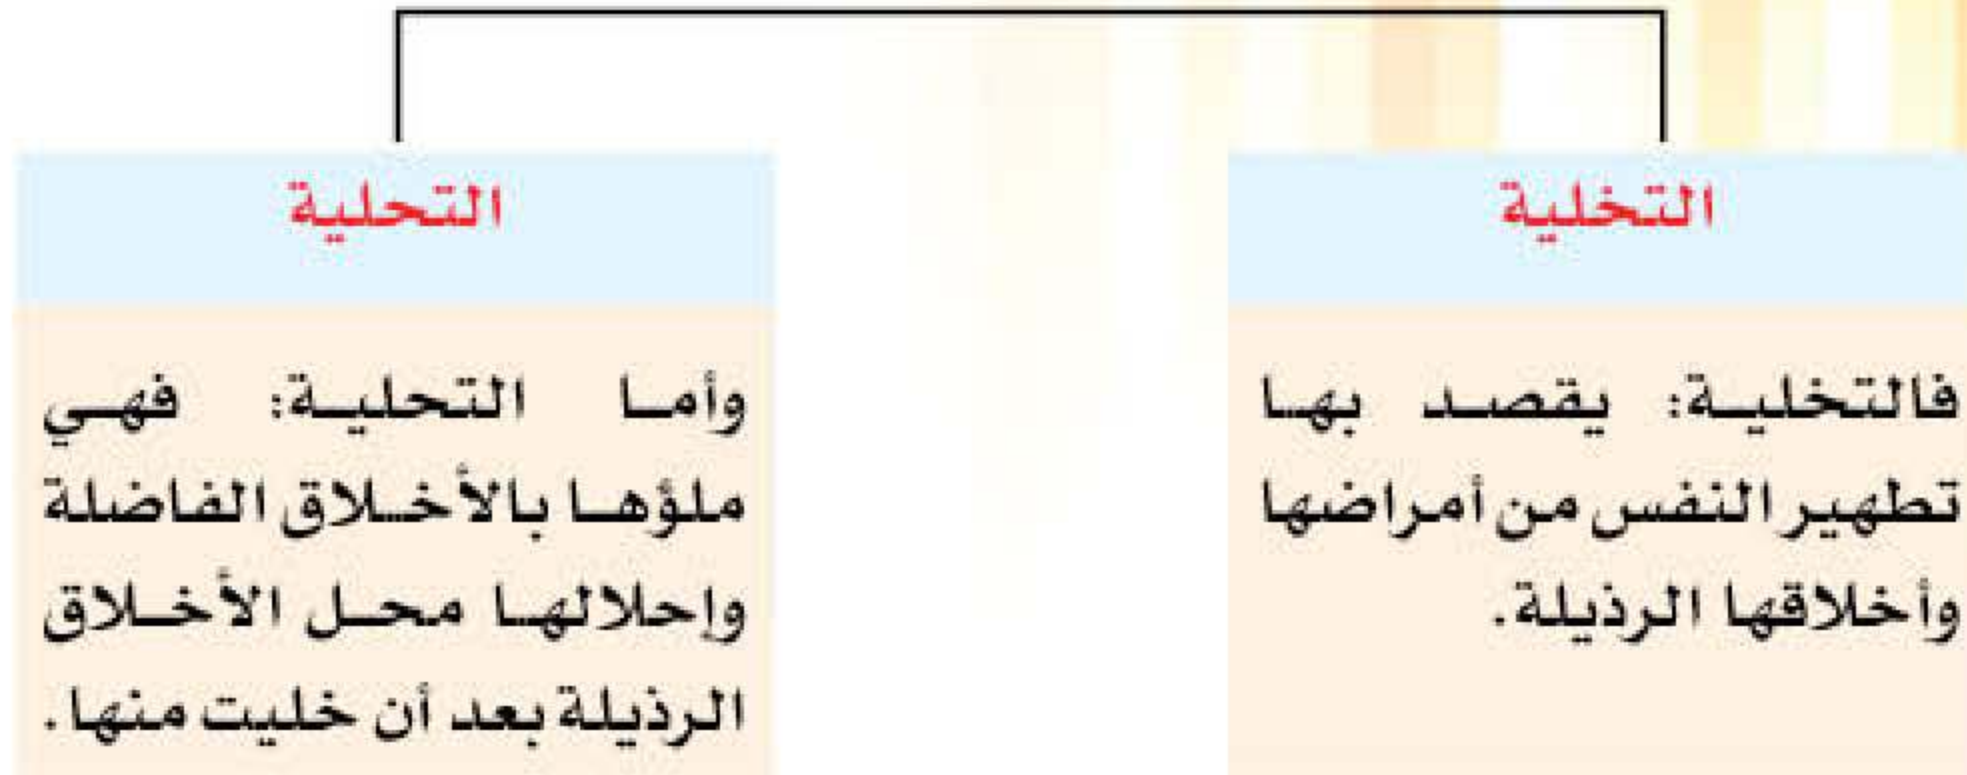 التخلية
فالتخلية: يقصد بها
تطهير النفس من أمراضها
وأخلاقها الرذيلة.
التحلية
وأما التحلية: فهي
ملؤها بالأخلاق الفاضلة
وإحلالها محل الأخلاق
الرذيلة بعد أن خليت منها.